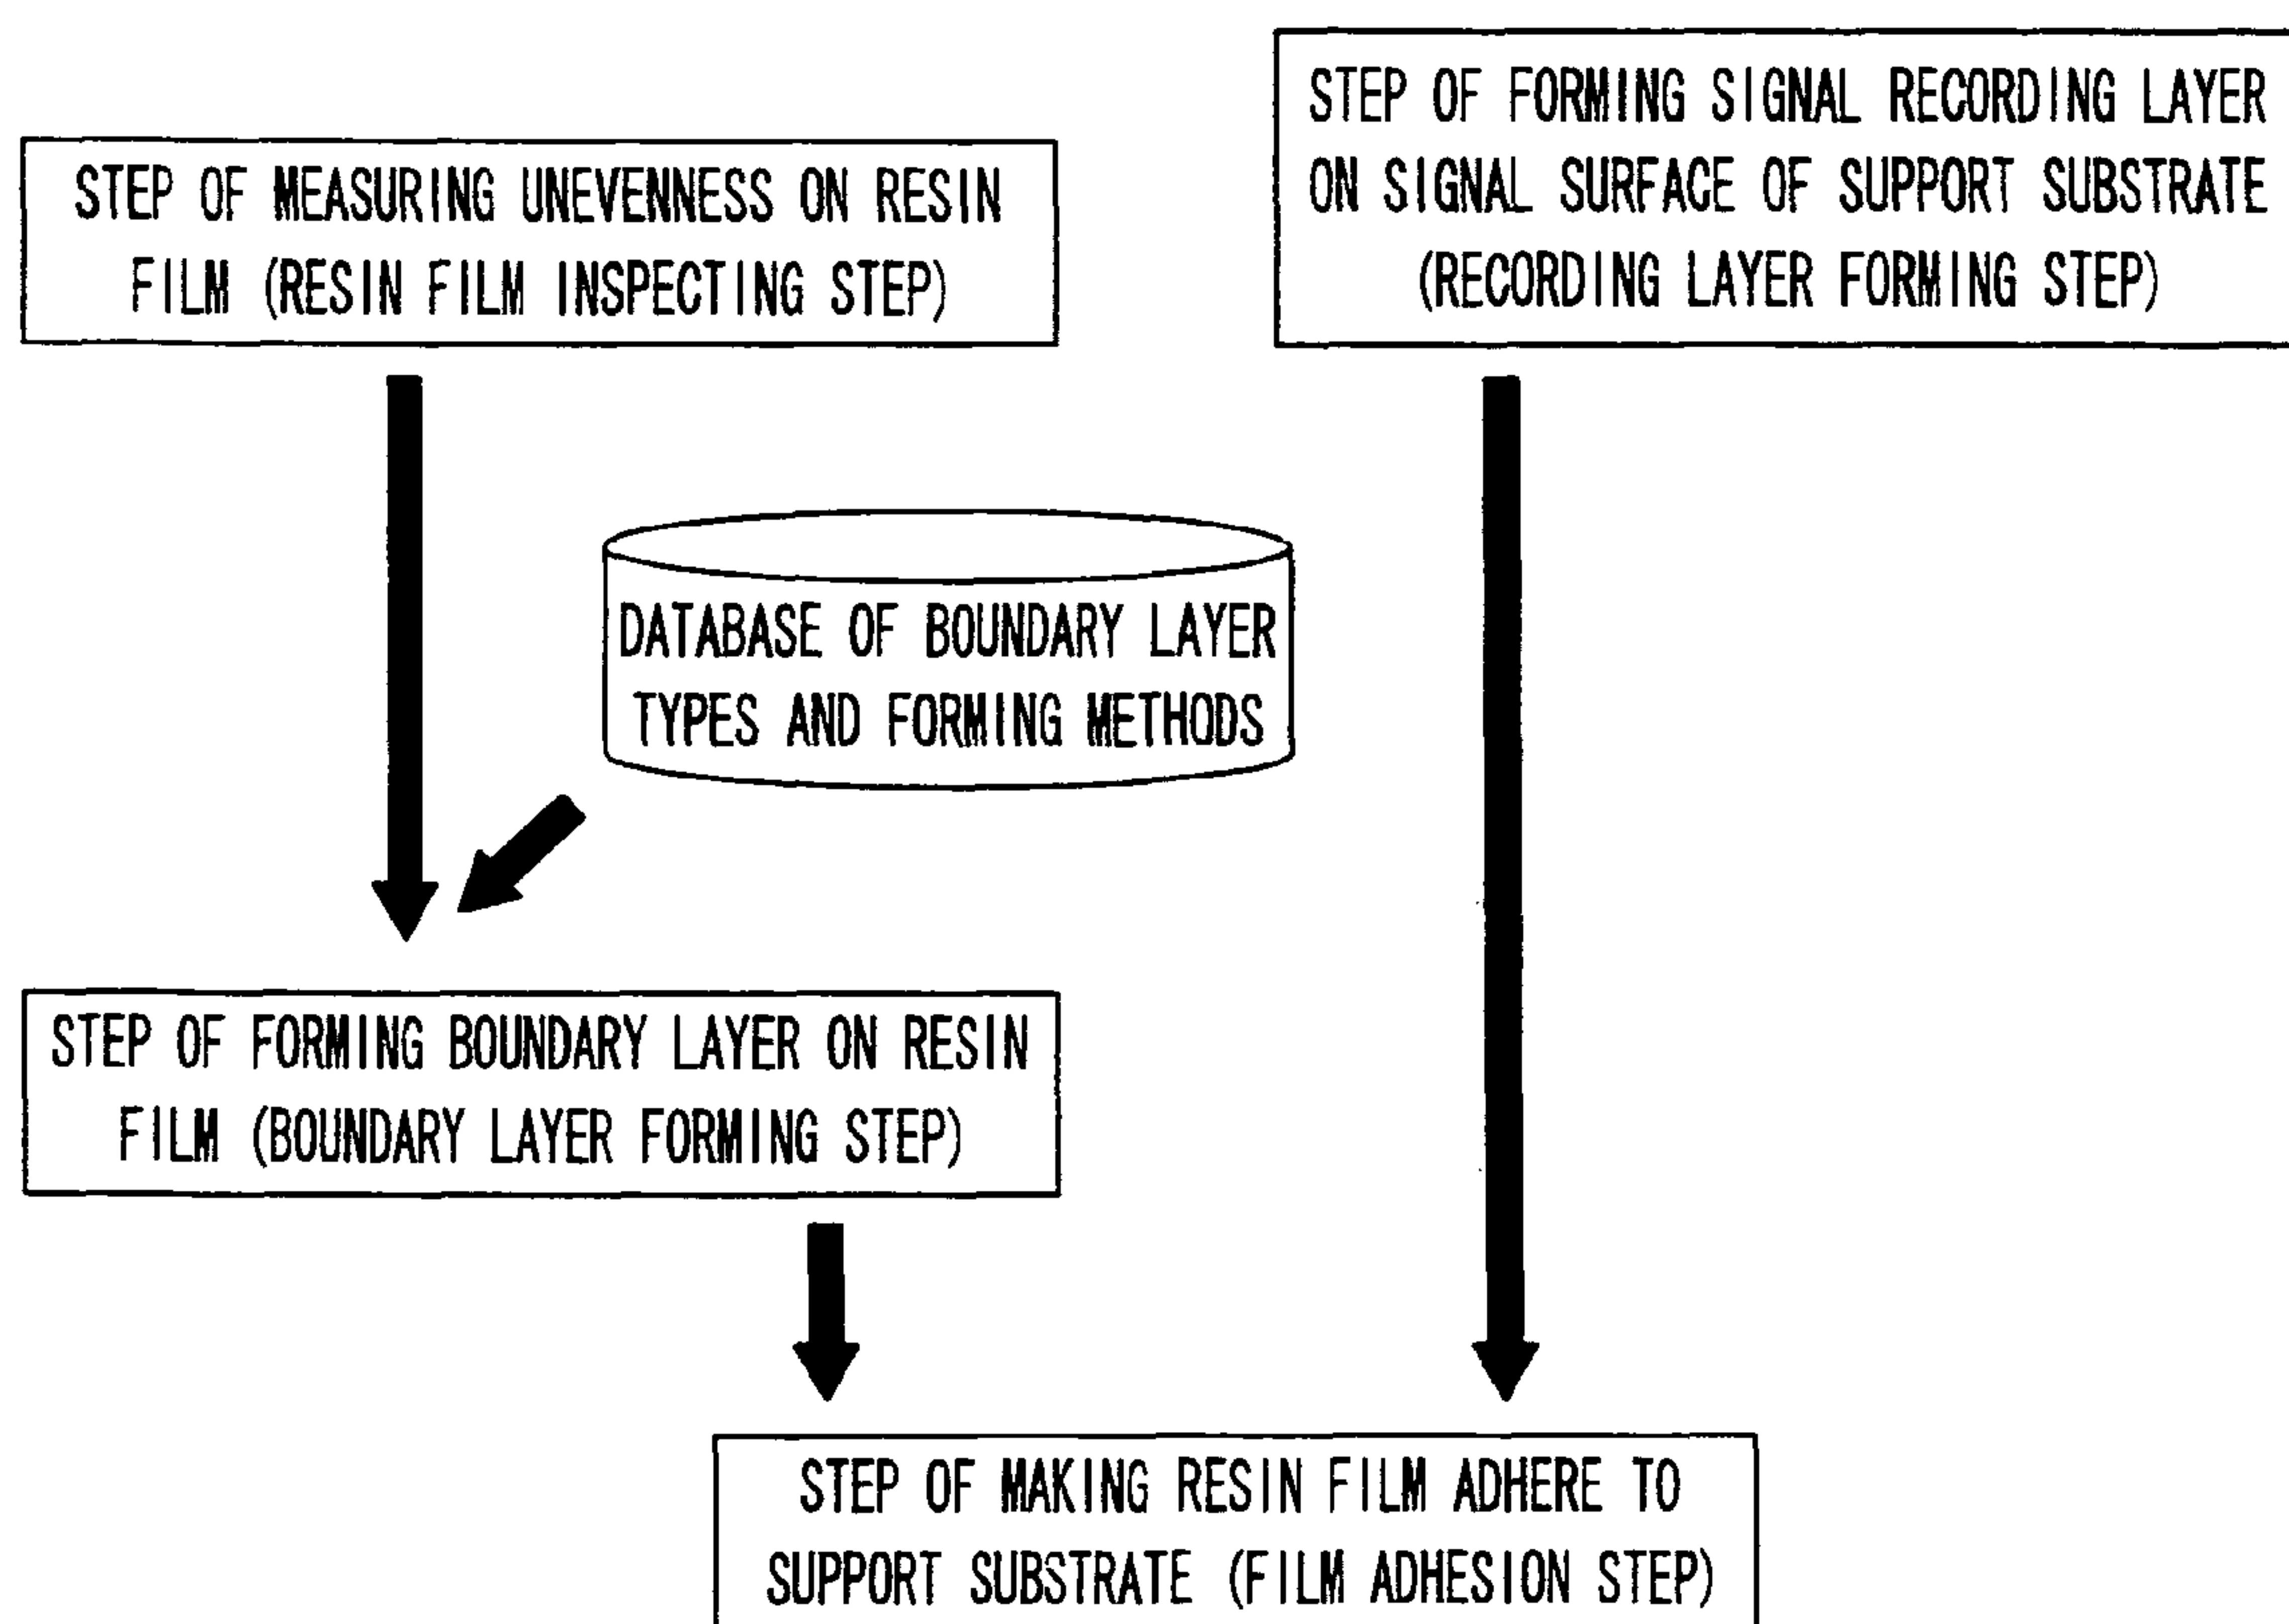 STEP OF MEASURING UNEVENNESS ON RESIN
FILM (RESIN FILM INSPECTING STEP)
STEP OF FORMING SIGNAL RECORDING LAYER
ON SIGNAL SURFACE OF SUPPORT SUBSTRATE
(RECORDING LAYER FORMING STEP)
DATABASE OF BOUNDARY LAYER
TYPES AND FORMING METHODS
STEP OF FORMING BOUNDARY LAYER ON RESIN
FILM (BOUNDARY LAYER FORMING STEP)
STEP OF MAKING RESIN FILM ADHERE TO
SUPPORT SUBSTRATE (FILM ADHESION STEP)